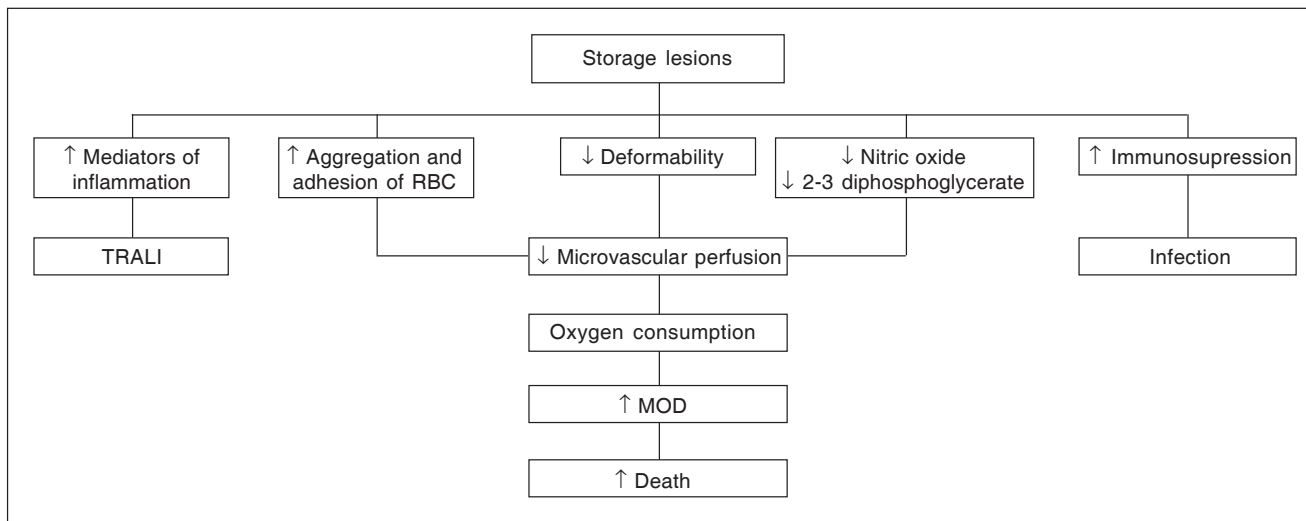 Storage lesions
↑ Mediators of
inflammation
↑ Aggregation and
adhesion of RBC
↓ Deformability
↓ Nitric oxide
↓ 2-3 diphosphoglycerate
↑ Immunosupression
TRALI
↓ Microvascular perfusion
Infection
Oxygen consumption
↑ MOD
↑ Death